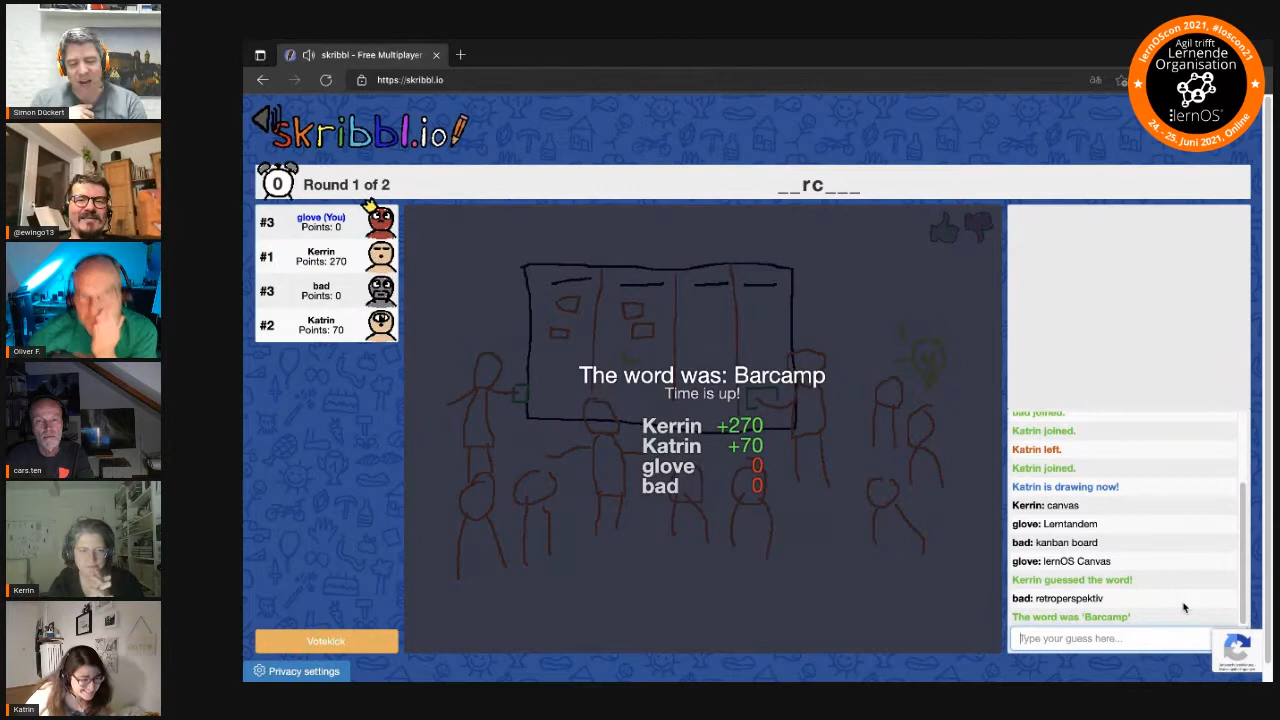 Simon Dückert
@ewingo13
Oliver F.
cars.ten
Kerrin
Katrin
skribbl - Free Multiplayer
https://skribbl.io
lernOScon 2021, #loscon21
Agil trifft
Lernende
Organisation
lernOS
24. - 25. Juni 2021, Online
skribbl.io
0
Round 1 of 2
__rc___
#3
glove (You)
Points: 0
#1
Kerrin
Points: 270
#3
bad
Points: 0
#2
Katrin
Points: 70
The word was: Barcamp
Time is up!
Kerrin +270
Katrin +70
glove 0
bad 0
bad joined.
Katrin joined.
Katrin left.
Katrin joined.
Katrin is drawing now!
Kerrin: canvas
glove: Lerntandem
bad: kanban board
glove: lernOS Canvas
Kerrin guessed the word!
bad: retroperspektiv
The word was 'Barcamp'
Type your guess here...
Votekick
Privacy settings